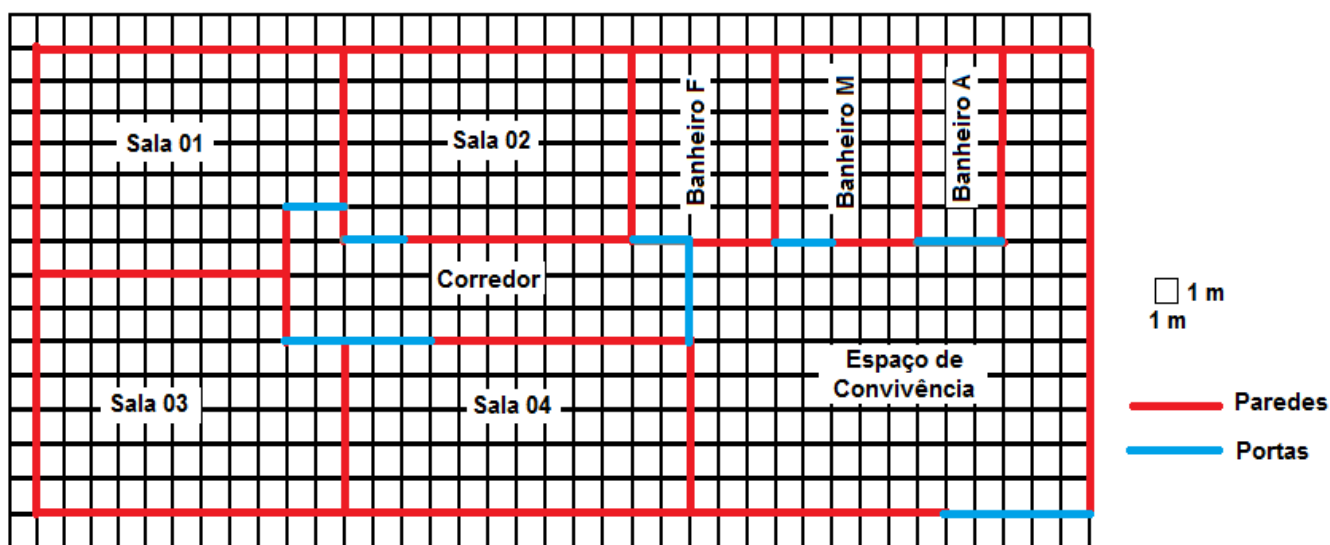 Sala 01
Sala 02
Banheiro F
Banheiro M
Banheiro A
Corredor
1 m
1 m
Espaço de
Convivência
Sala 03
Sala 04
Paredes
Portas